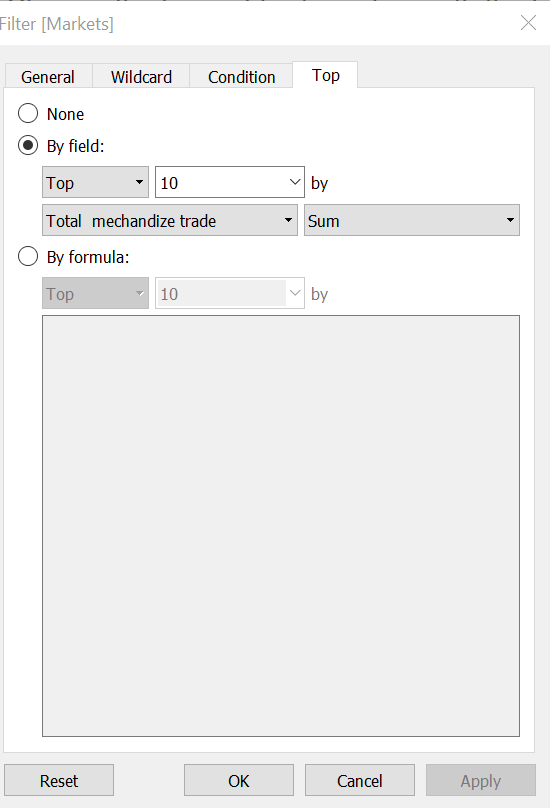 Filter [Markets]
General Wildcard Condition Top
None
By field:
Top 10 by
Total mechandize trade Sum
By formula:
Top 10 by
Reset OK Cancel Apply